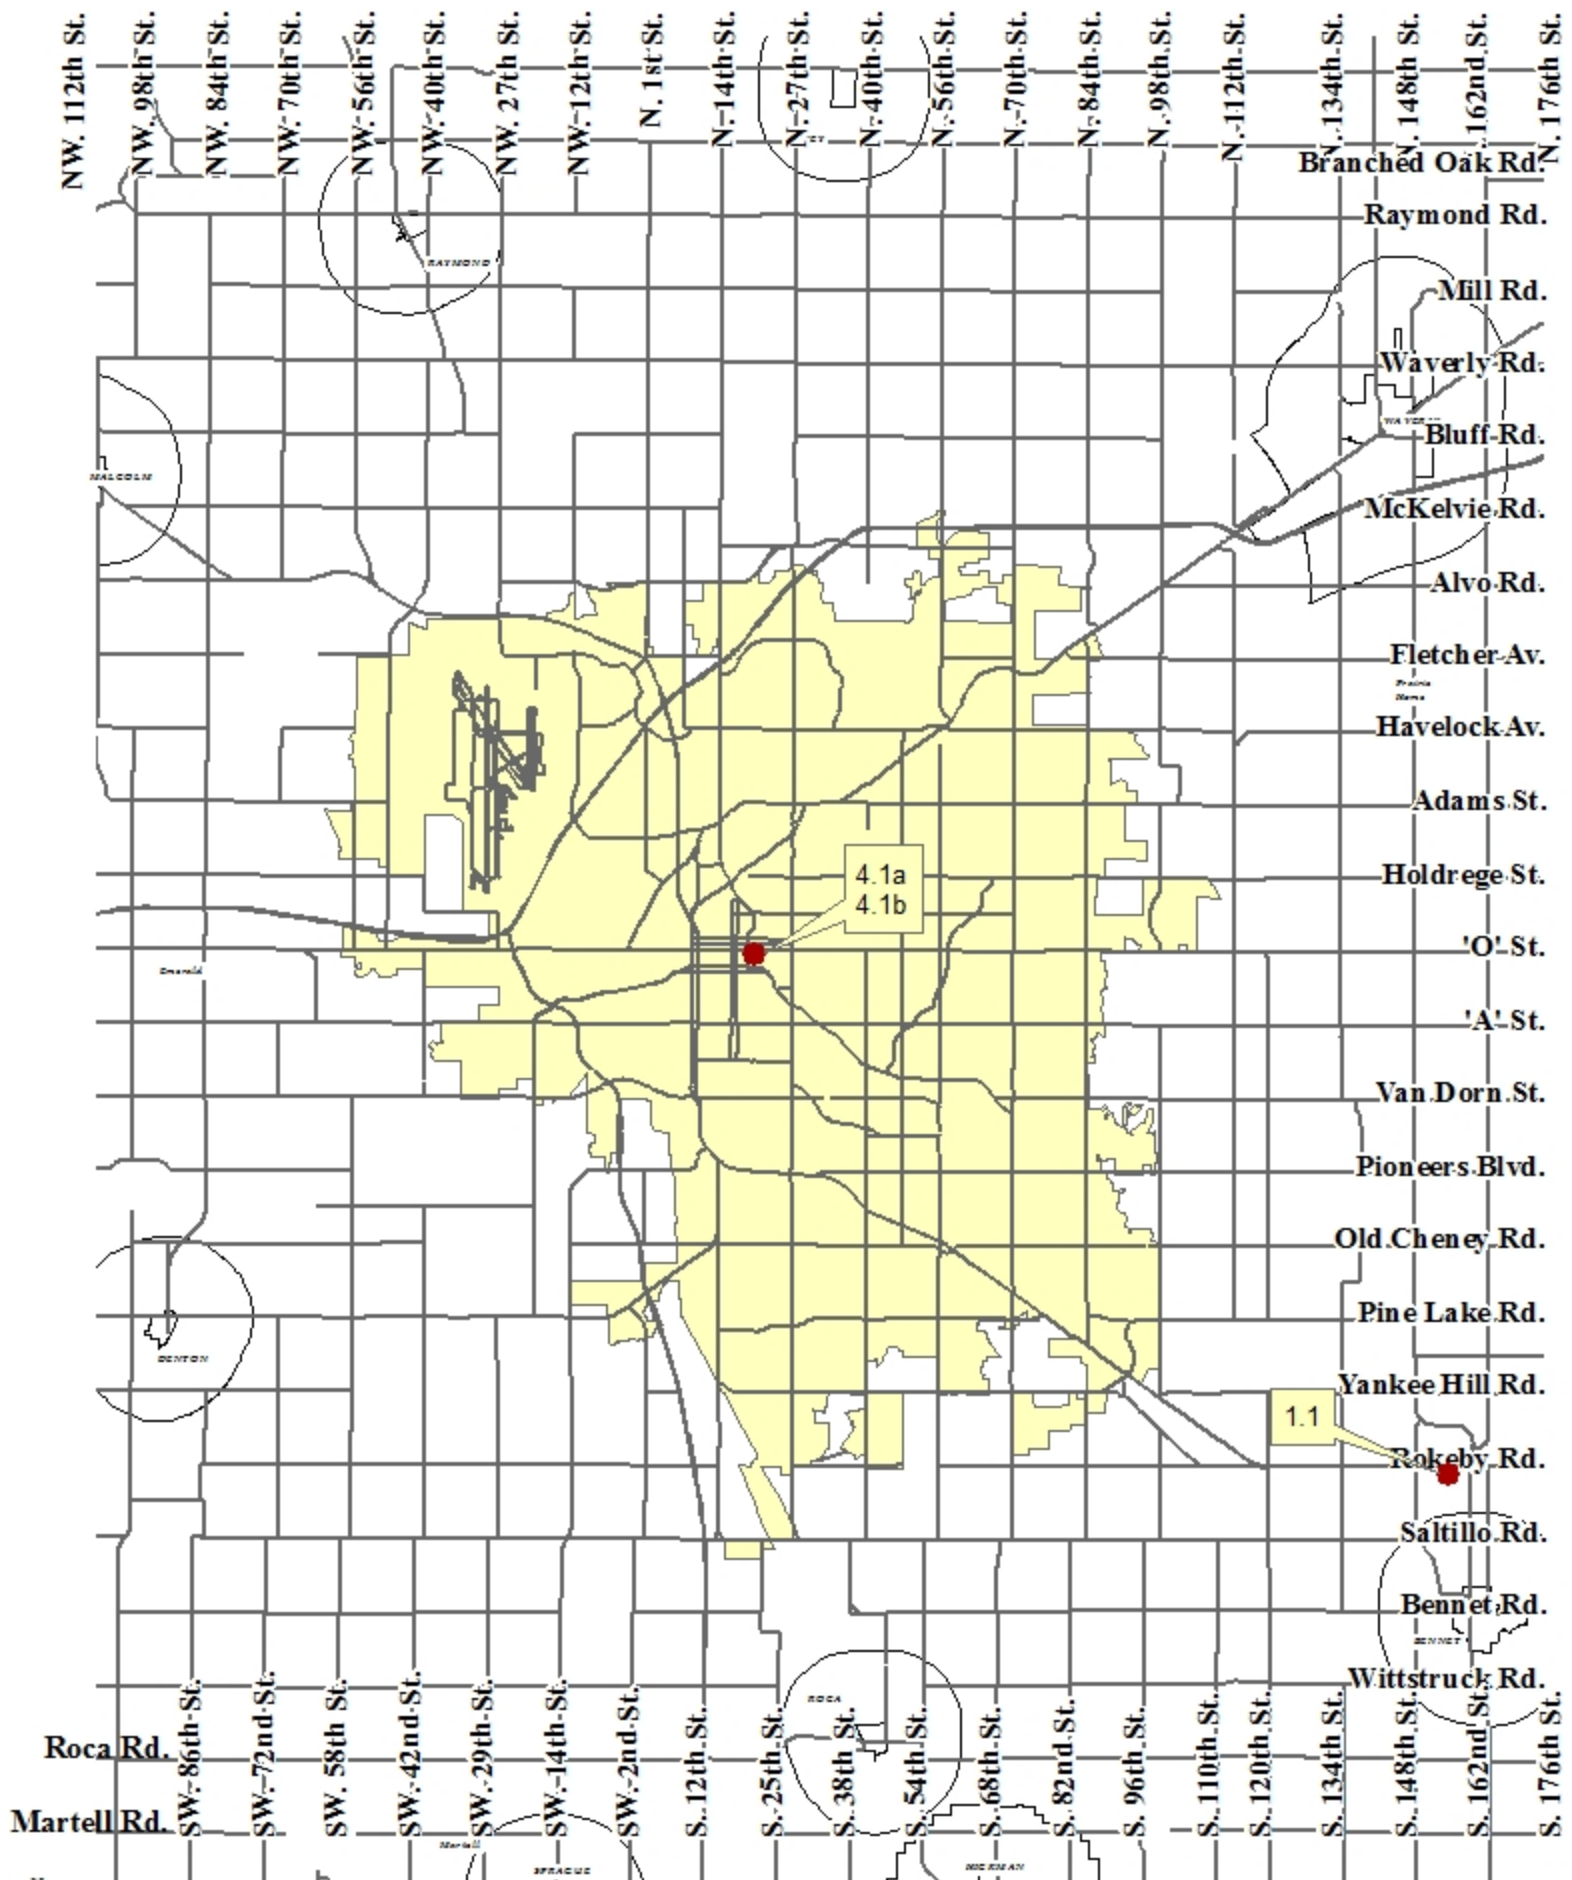 NW. 112th St.
NW. 98th St.
NW. 84th St.
NW. 70th St.
NW. 56th St.
NW. 40th St.
NW. 27th St.
NW. 12th St.
N. 1st St.
N. 14th St.
N. 27th St.
N. 40th St.
N. 56th St.
N. 70th St.
N. 84th St.
N. 98th St.
N. 112th St.
N. 134th St.
N. 148th St.
162nd St.
N. 176th St.
Branched Oak Rd.
Raymond Rd.
RAYMOND
Mill Rd.
Waverly Rd.
Bluff Rd.
MALCOLM
McKelvie Rd.
Alvo Rd.
Fletcher Av.
Prairie
Home
Havelock Av.
Adams St.
Holdrege St.
4.1a
4.1b
'O' St.
Emerald
'A' St.
Van Dorn St.
Pioneers Blvd.
Old Cheney Rd.
Pine Lake Rd.
DENTON
Yankee Hill Rd.
1.1
Rokeby Rd.
Saltillo Rd.
Bennet Rd.
BENNET
Wittstruck Rd.
ROCA
Roca Rd.
Martell Rd.
SW. 86th St.
SW. 72nd St.
SW. 58th St.
SW. 42nd St.
SW. 29th St.
SW. 14th St.
SW. 2nd St.
S. 12th St.
S. 25th St.
S. 38th St.
S. 54th St.
S. 68th St.
S. 82nd St.
S. 96th St.
S. 110th St.
S. 120th St.
S. 134th St.
S. 148th St.
S. 162nd St.
S. 176th St.
Martell
SPRAGUE
HICKMAN